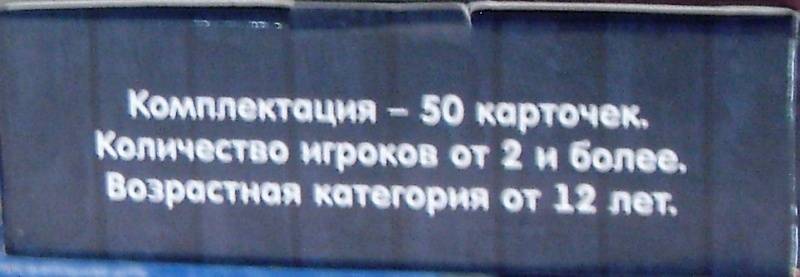 Комплектация – 50 карточек.
Количество игроков от 2 и более.
Возрастная категория от 12 лет.